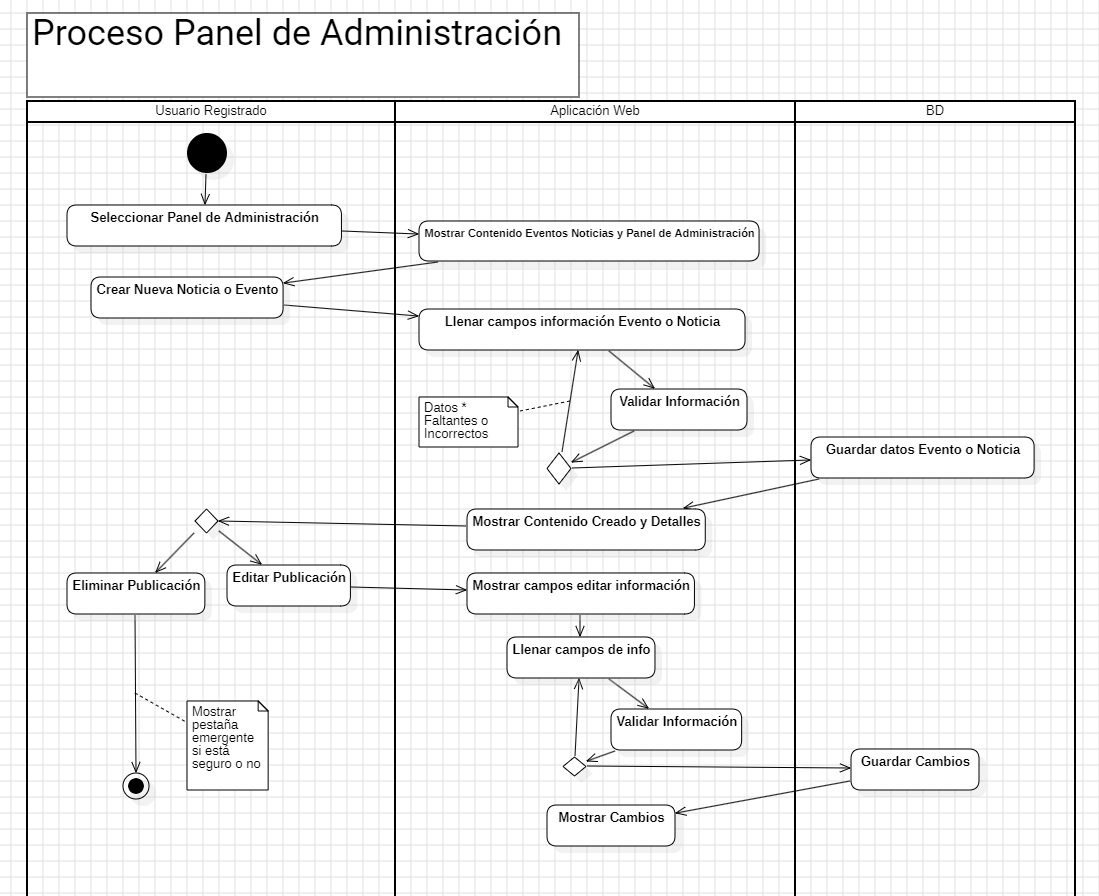 Proceso Panel de Administración
Usuario Registrado
Aplicación Web
BD
Seleccionar Panel de Administración
Mostrar Contenido Eventos Noticias y Panel de Administración
Crear Nueva Noticia o Evento
Llenar campos información Evento o Noticia
Validar Información
Datos *
Faltantes o
Incorrectos
Guardar datos Evento o Noticia
Mostrar Contenido Creado y Detalles
Eliminar Publicación
Editar Publicación
Mostrar campos editar información
Llenar campos de info
Mostrar
pestaña
emergente
si está
seguro o no
Validar Información
Guardar Cambios
Mostrar Cambios